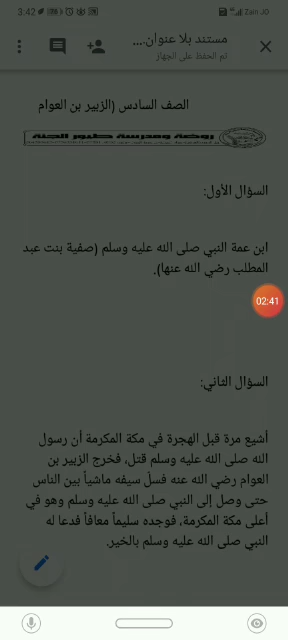 3:42
Zain JO
مستند بلا عنوان....
تم الحفظ على الجهاز
الصف السادس (الزبير بن العوام
روضة ومدرسة طيور الجنة
السؤال الأول:
ابن عمة النبي صلى الله عليه وسلم (صفية بنت عبد
المطلب رضي الله عنها).
02:41
السؤال الثاني:
أشيع مرة قبل الهجرة في مكة المكرمة أن رسول
الله صلى الله عليه وسلم قتل، فخرج الزبير بن
العوام رضي الله عنه فسلّ سيفه ماشياً بين الناس
حتى وصل إلى النبي صلى الله عليه وسلم وهو في
أعلى مكة المكرمة، فوجده سليماً معافاً فدعا له
النبي صلى الله عليه وسلم بالخير.